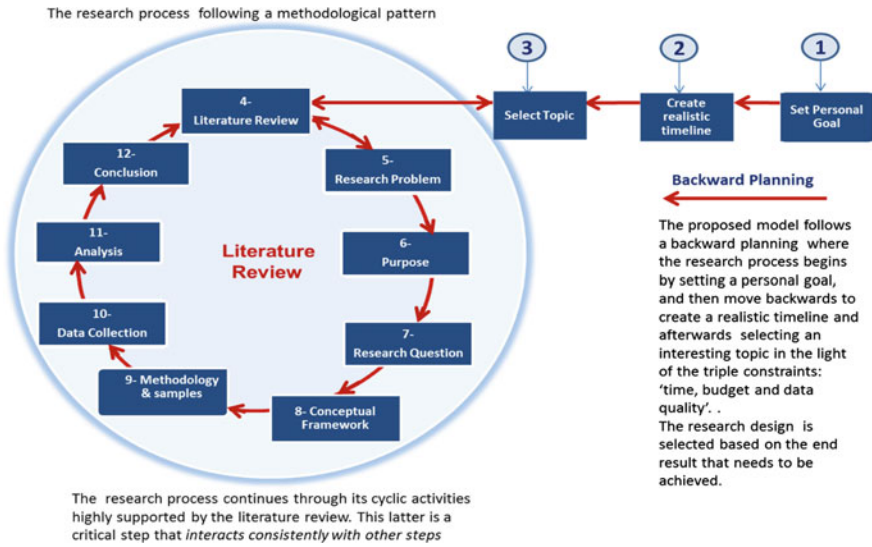 The research process following a methodological pattern
3
2
1
Select Topic
Create
realistic
timeline
Set Personal
Goal
4-
Literature Review
5-
Research Problem
6-
Purpose
7-
Research Question
8- Conceptual
Framework
9- Methodology
& samples
10-
Data Collection
11-
Analysis
12-
Conclusion
Literature
Review
Backward Planning
The proposed model follows
a backward planning where
the research process begins
by setting a personal goal,
and then move backwards to
create a realistic timeline and
afterwards selecting an
interesting topic in the light
of the triple constraints:
‘time, budget and data
quality’. .
The research design is
selected based on the end
result that needs to be
achieved.
The research process continues through its cyclic activities
highly supported by the literature review. This latter is a
critical step that interacts consistently with other steps